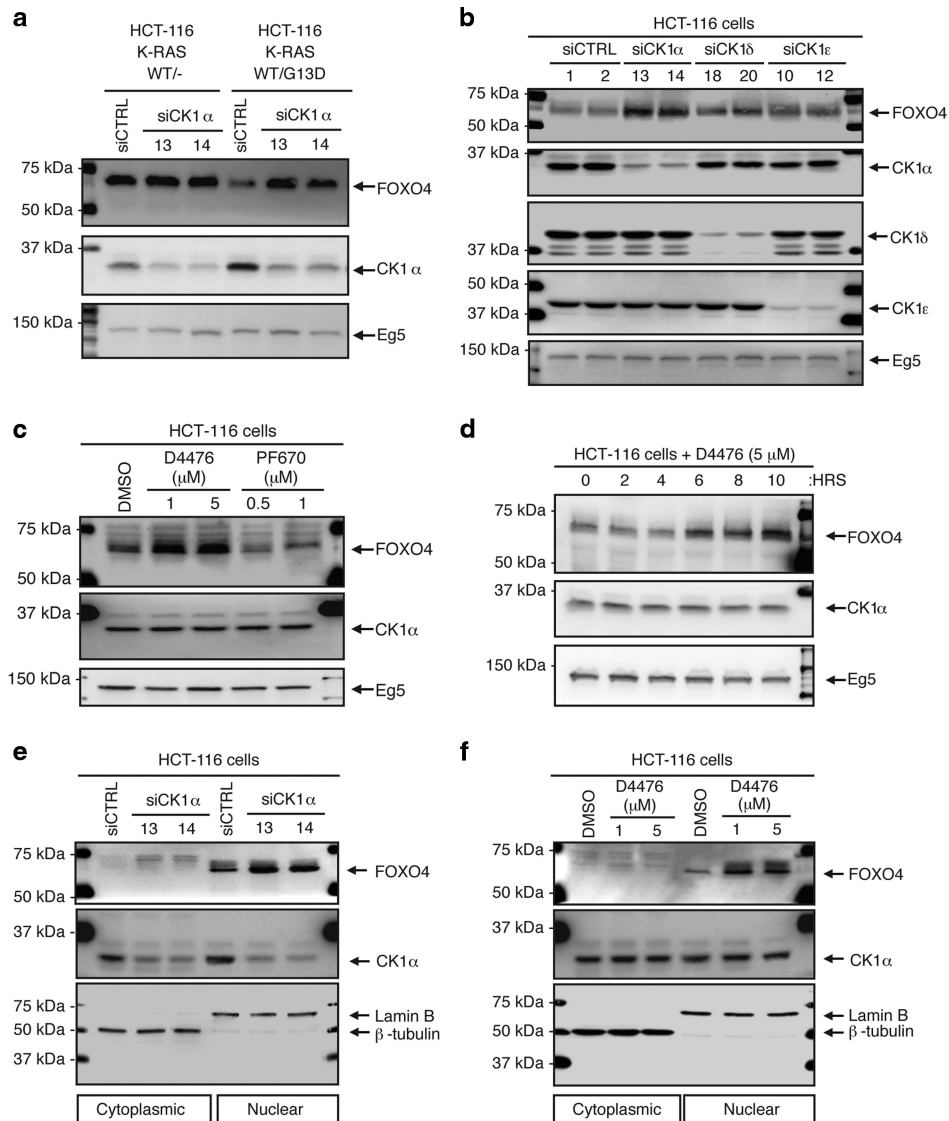 a
HCT-116 K-RAS WT/-
HCT-116 K-RAS WT/G13D
siCTRL
siCK1α
siCTRL
siCK1α
13 14 13 14
75 kDa
FOXO4
50 kDa
37 kDa
CK1α
150 kDa
Eg5
b
HCT-116 cells
siCTRL siCK1α siCK1δ siCK1ε
1 2 13 14 18 20 10 12
75 kDa
FOXO4
50 kDa
37 kDa
CK1α
CK1δ
37 kDa
50 kDa
CK1ε
37 kDa
150 kDa
Eg5
c
HCT-116 cells
DMSO
D4476 (μM)
PF670 (μM)
1 5 0.5 1
75 kDa
FOXO4
50 kDa
37 kDa
CK1α
150 kDa
Eg5
d
HCT-116 cells + D4476 (5 μM)
0 2 4 6 8 10 :HRS
75 kDa
FOXO4
50 kDa
37 kDa
CK1α
150 kDa
Eg5
e
HCT-116 cells
siCTRL
siCK1α
siCTRL
siCK1α
13 14 13 14
75 kDa
FOXO4
50 kDa
37 kDa
CK1α
75 kDa
Lamin B
50 kDa
β-tubulin
37 kDa
Cytoplasmic Nuclear
f
HCT-116 cells
DMSO
D4476 (μM)
DMSO
D4476 (μM)
1 5 1 5
75 kDa
FOXO4
50 kDa
37 kDa
CK1α
75 kDa
Lamin B
50 kDa
β-tubulin
37 kDa
Cytoplasmic Nuclear